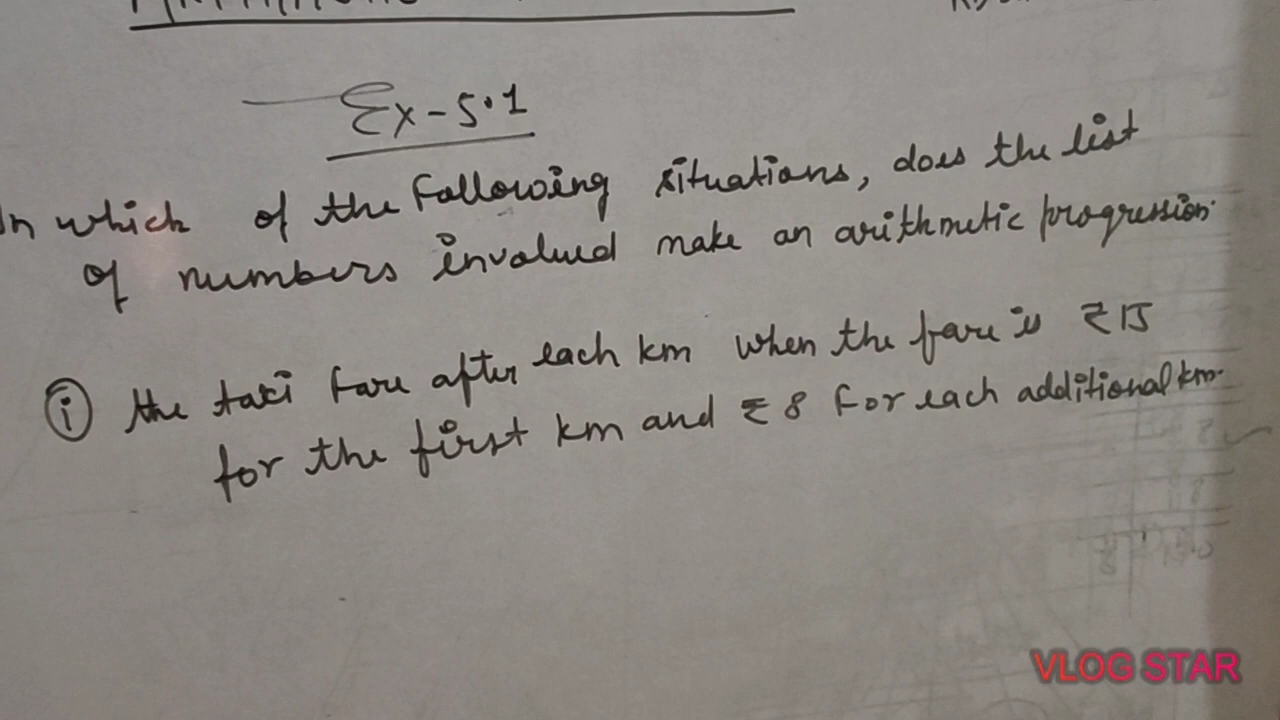 Ex-5.1
In which of the following situations, does the list
of numbers involved make an arithmetic progression.
(i) the taxi fare after each km when the fare is ₹ 15
for the first km and ₹ 8 for each additional km.
VLOG STAR